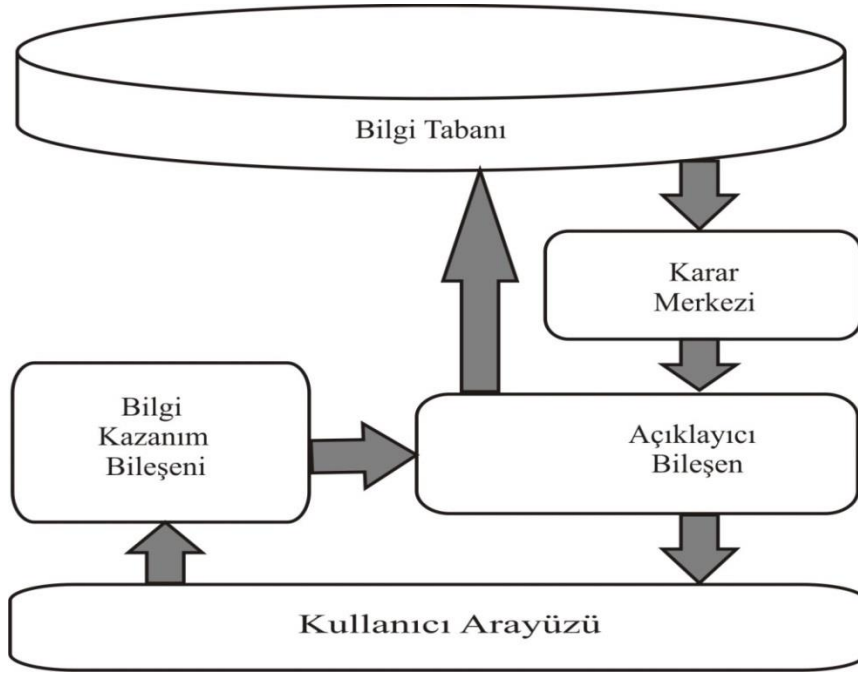 Bilgi Tabanı
Karar
Merkezi
Bilgi
Kazanım
Bileşeni
Açıklayıcı
Bileşen
Kullanıcı Arayüzü